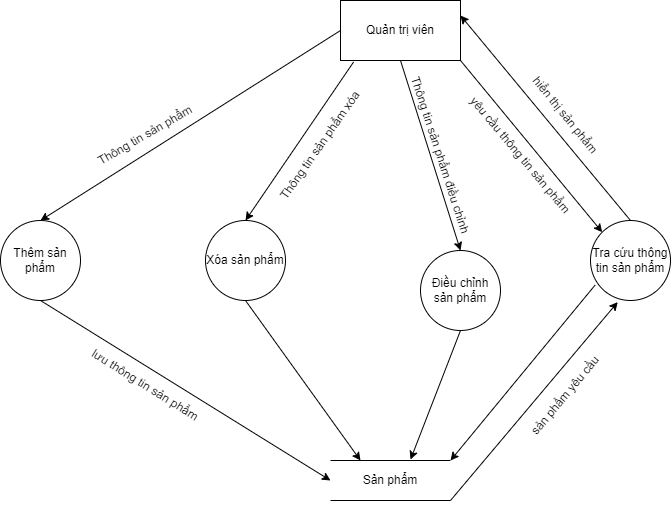 Quản trị viên
Thông tin sản phẩm
Thông tin sản phẩm xóa
Thông tin sản phẩm điều chỉnh
yêu cầu thông tin sản phẩm
hiển thị sản phẩm
Thêm sản
phẩm
Xóa sản phẩm
Điều chỉnh
sản phẩm
Tra cứu thông
tin sản phẩm
lưu thông tin sản phẩm
sản phẩm yêu cầu
Sản phẩm